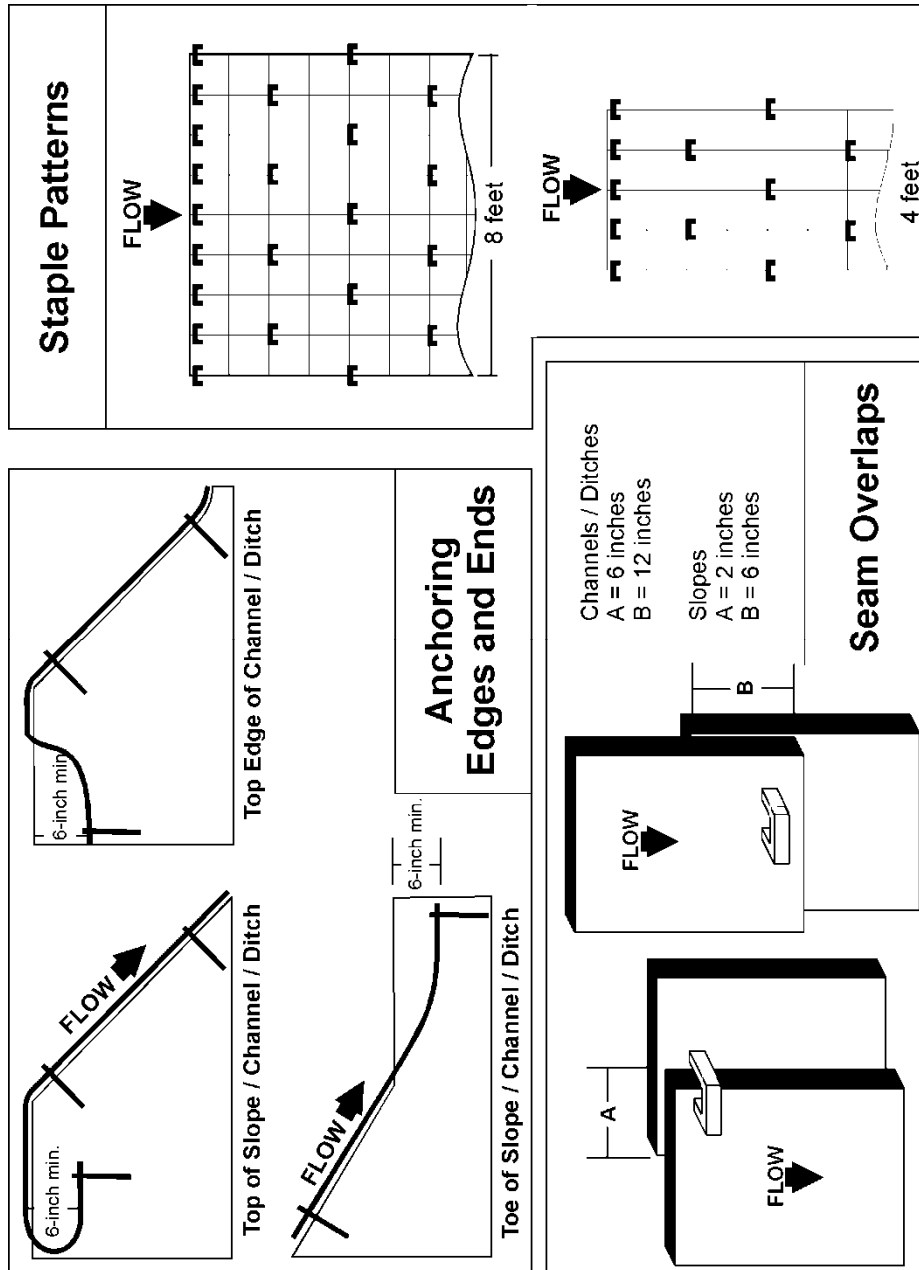 6-inch min.
FLOW
Top of Slope / Channel / Ditch
6-inch min
Top Edge of Channel / Ditch
FLOW
6-inch min.
Toe of Slope / Channel / Ditch
Anchoring
Edges and Ends
Staple Patterns
FLOW
8 feet
FLOW
4 feet
A
FLOW
FLOW
B
Channels / Ditches
A = 6 inches
B = 12 inches
Slopes
A = 2 inches
B = 6 inches
Seam Overlaps